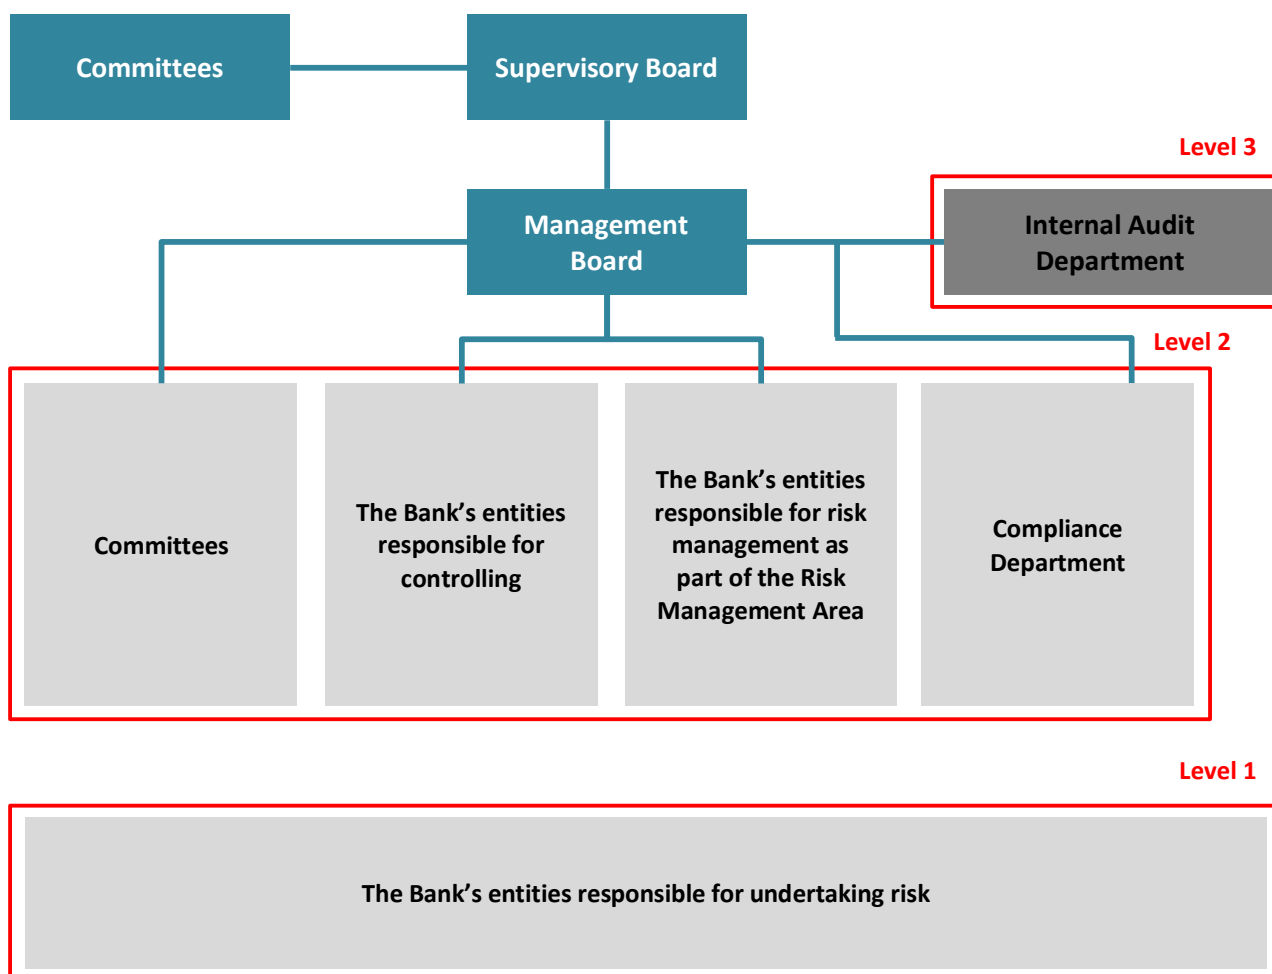 Committees
Supervisory Board
Level 3
Management
Board
Internal Audit
Department
Level 2
Committees
The Bank’s entities
responsible for
controlling
The Bank’s entities
responsible for risk
management as
part of the Risk
Management Area
Compliance
Department
Level 1
The Bank’s entities responsible for undertaking risk